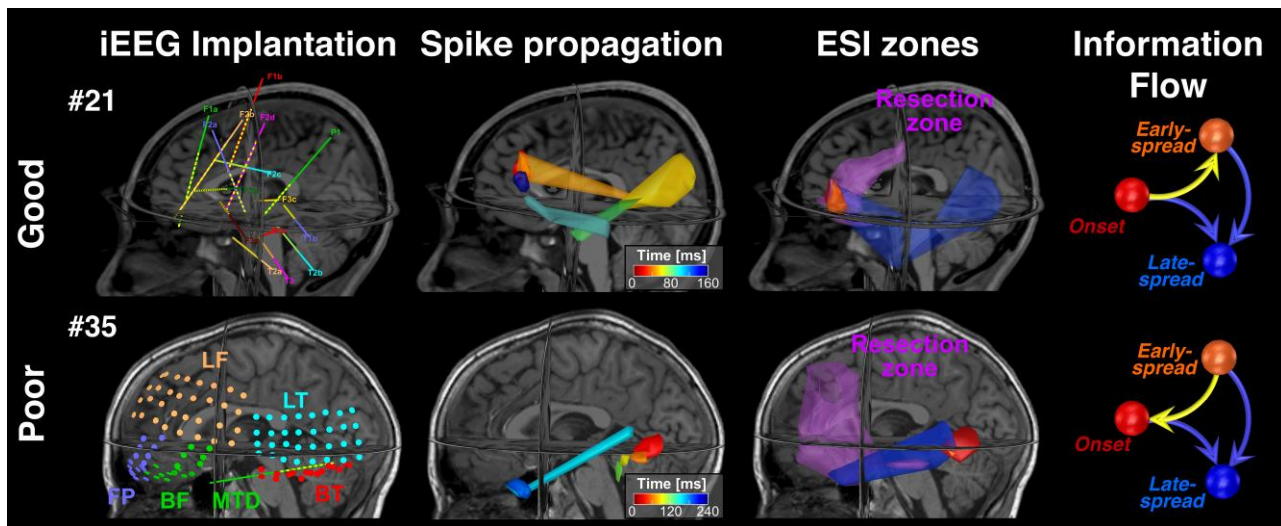 iEEG Implantation
Spike propagation
ESI zones
Information
Flow
Good
#21
F1b
F1a
F2a
F2b
F2d
P1
F2c
F3c
T1b
T2a
T2b
Time [ms]
0 80 160
Resection
zone
Early-
spread
Onset
Late-
spread
Poor
#35
LF
LT
FP
BF
MTD
BT
Time [ms]
0 120 240
Resection
zone
Early-
spread
Onset
Late-
spread